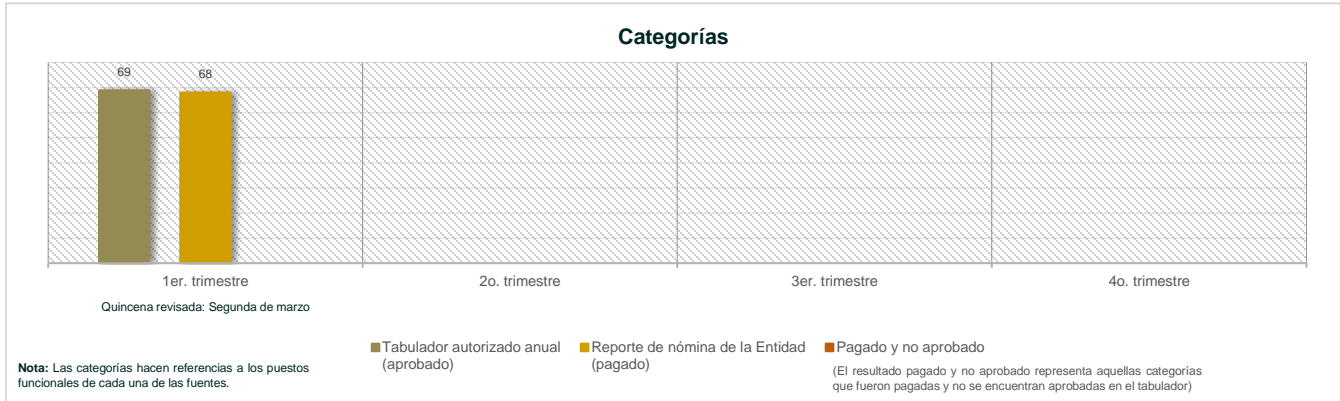 Categorías
69
68
1er. trimestre
2o. trimestre
3er. trimestre
4o. trimestre
Quincena revisada: Segunda de marzo
Tabulador autorizado anual
(aprobado)
Reporte de nómina de la Entidad
(pagado)
Pagado y no aprobado
(El resultado pagado y no aprobado representa aquellas categorías
que fueron pagadas y no se encuentran aprobadas en el tabulador)
Nota: Las categorías hacen referencias a los puestos
funcionales de cada una de las fuentes.